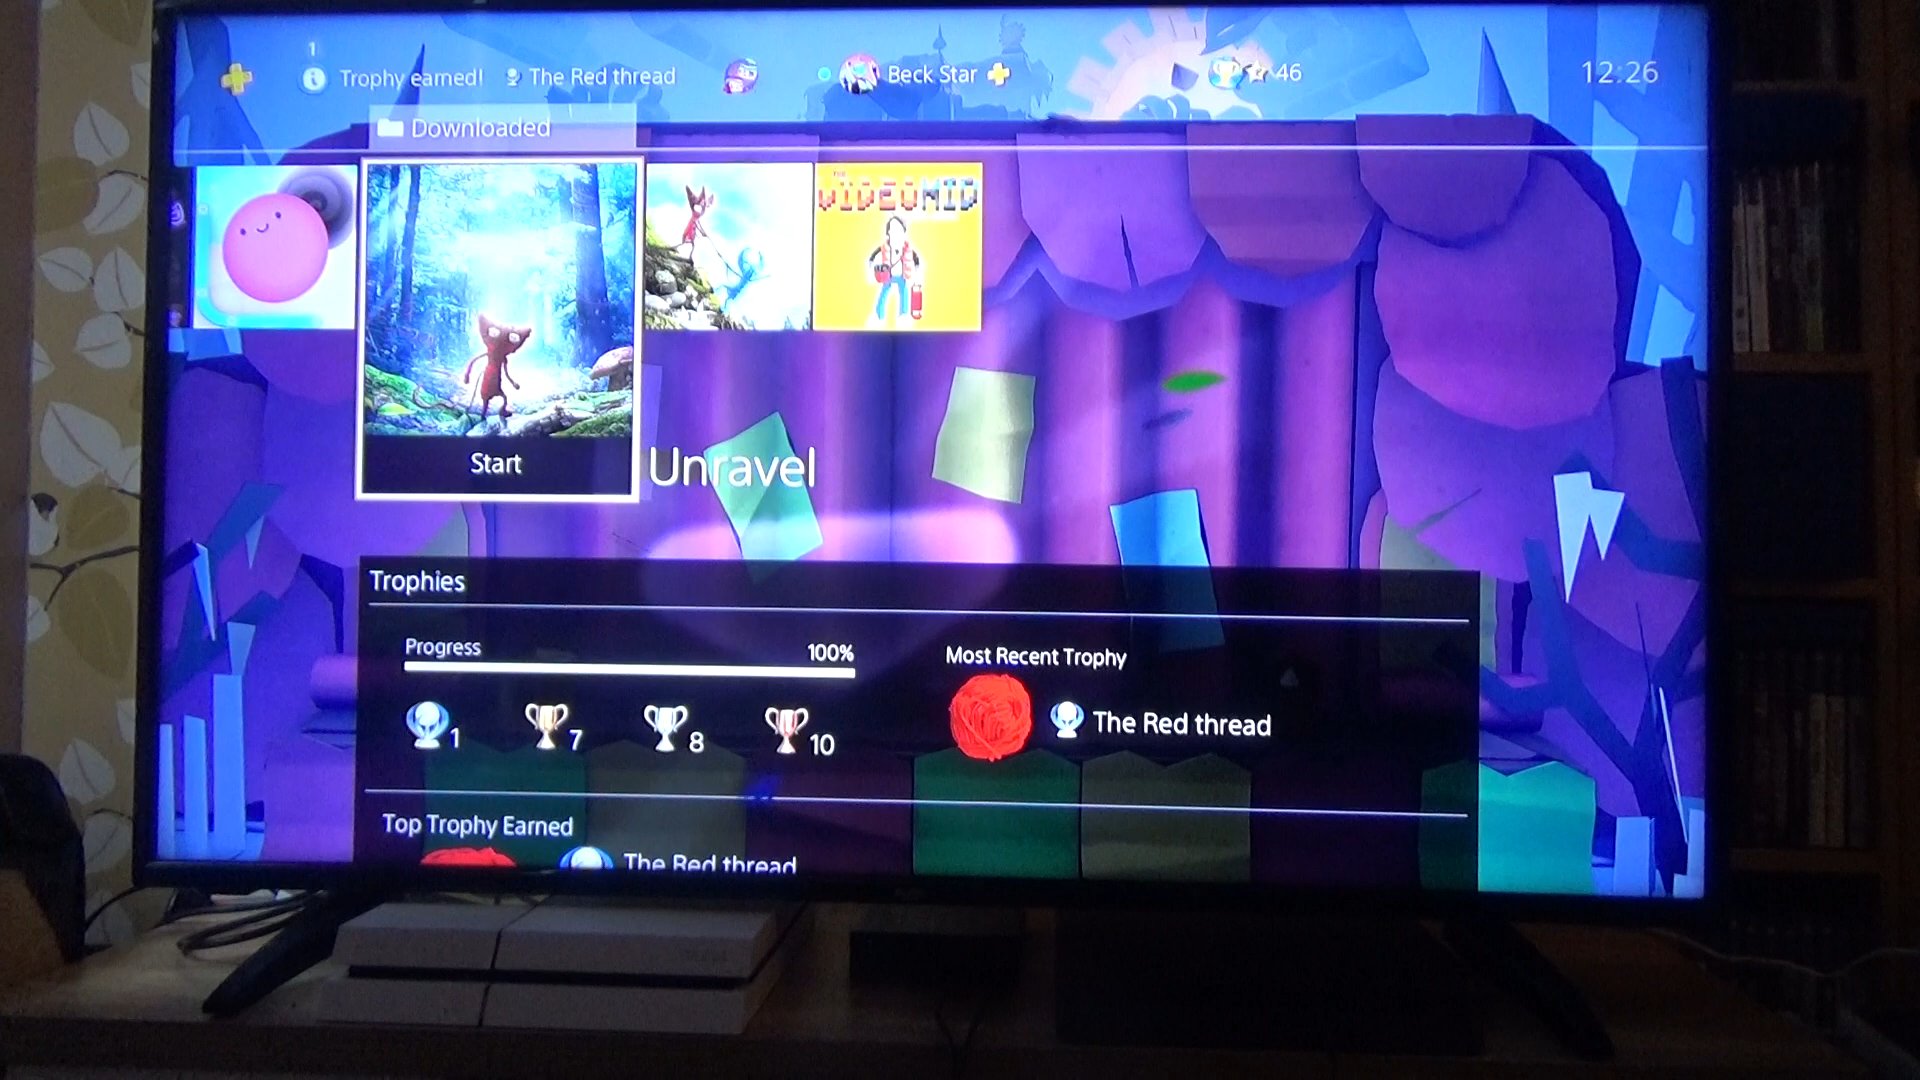 1
Trophy earned! The Red thread
Beck Star
46
12:26
Downloaded
VIDEOKID
Start
Unravel
Trophies
Progress
100%
1
7
8
10
Most Recent Trophy
The Red thread
Top Trophy Earned
The Red thread